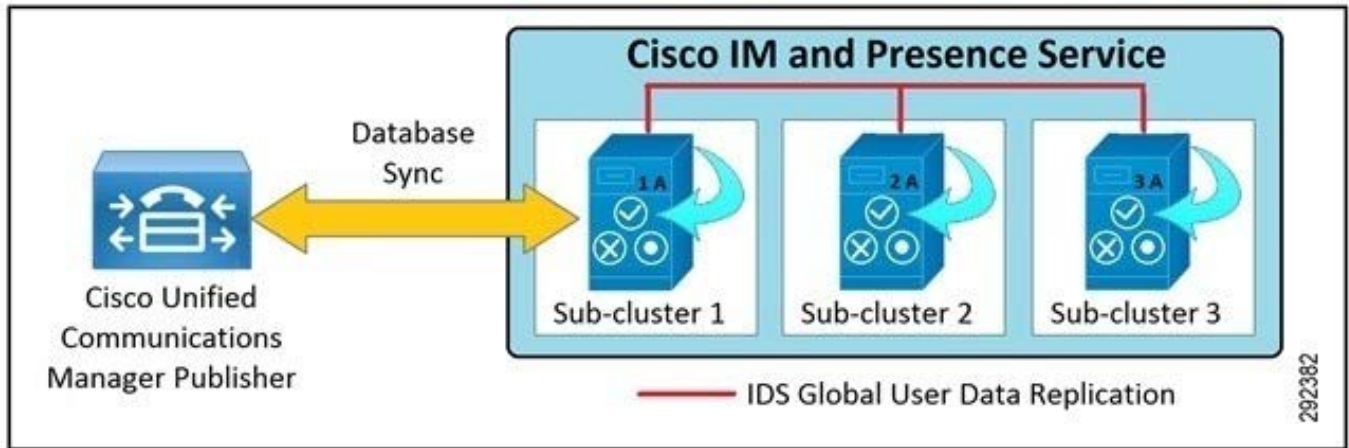 Cisco IM and Presence Service
Database
Sync
1 A
2 A
3 A
Sub-cluster 1
Sub-cluster 2
Sub-cluster 3
Cisco Unified
Communications
Manager Publisher
IDS Global User Data Replication
292382